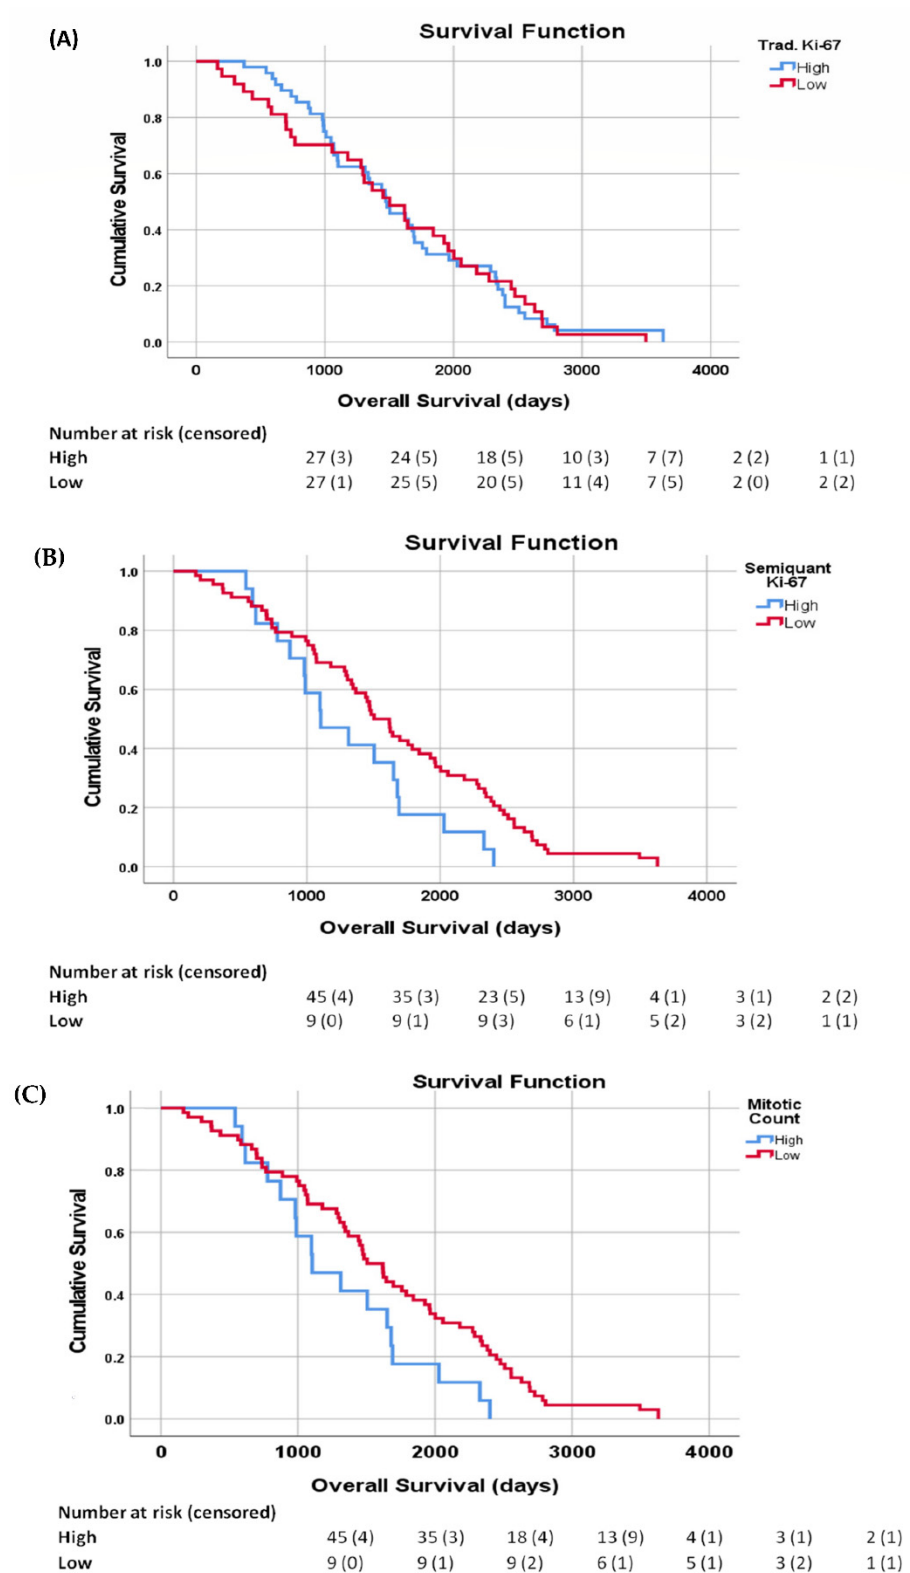 (A)
Survival Function
Trad. Ki-67
High
Low
Cumulative Survival
1.0
0.8
0.6
0.4
0.2
0.0
0 1000 2000 3000 4000
Overall Survival (days)
Number at risk (censored)
High 27 (3) 24 (5) 18 (5) 10 (3) 7 (7) 2 (2) 1 (1)
Low 27 (1) 25 (5) 20 (5) 11 (4) 7 (5) 2 (0) 2 (2)
(B)
Survival Function
Semiquant
Ki-67
High
Low
Cumulative Survival
1.0
0.8
0.6
0.4
0.2
0.0
0 1000 2000 3000 4000
Overall Survival (days)
Number at risk (censored)
High 45 (4) 35 (3) 23 (5) 13 (9) 4 (1) 3 (1) 2 (2)
Low 9 (0) 9 (1) 9 (3) 6 (1) 5 (2) 3 (2) 1 (1)
(C)
Survival Function
Mitotic
Count
High
Low
Cumulative Survival
1.0
0.8
0.6
0.4
0.2
0.0
0 1000 2000 3000 4000
Overall Survival (days)
Number at risk (censored)
High 45 (4) 35 (3) 18 (4) 13 (9) 4 (1) 3 (1) 2 (1)
Low 9 (0) 9 (1) 9 (2) 6 (1) 5 (1) 3 (2) 1 (1)